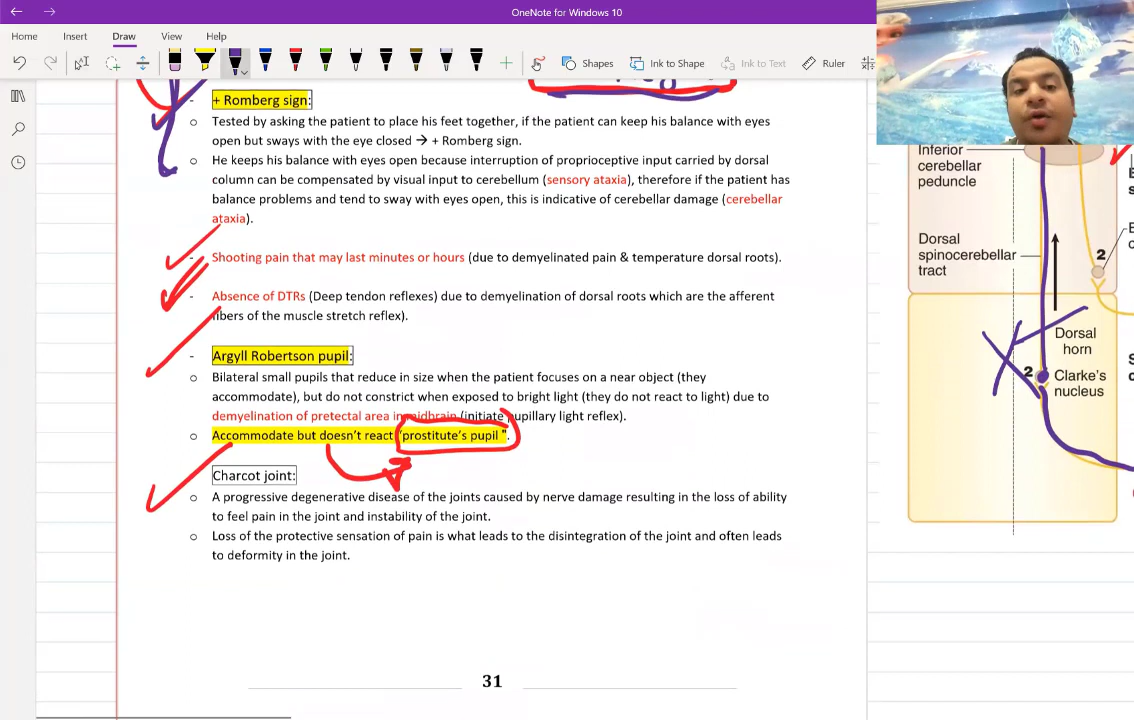 OneNote for Windows 10
Home Insert Draw View Help
Shapes Ink to Shape Ink to Text Ruler
- + Romberg sign:
o Tested by asking the patient to place his feet together, if the patient can keep his balance with eyes
open but sways with the eye closed → + Romberg sign.
o He keeps his balance with eyes open because interruption of proprioceptive input carried by dorsal
column can be compensated by visual input to cerebellum (sensory ataxia), therefore if the patient has
balance problems and tend to sway with eyes open, this is indicative of cerebellar damage (cerebellar
ataxia).
- Shooting pain that may last minutes or hours (due to demyelinated pain & temperature dorsal roots).
- Absence of DTRs (Deep tendon reflexes) due to demyelination of dorsal roots which are the afferent
fibers of the muscle stretch reflex).
- Argyll Robertson pupil:
o Bilateral small pupils that reduce in size when the patient focuses on a near object (they
accommodate), but do not constrict when exposed to bright light (they do not react to light) due to
demyelination of pretectal area in midbrain (initiate pupillary light reflex).
o Accommodate but doesn't react "prostitute's pupil ".
Charcot joint:
o A progressive degenerative disease of the joints caused by nerve damage resulting in the loss of ability
to feel pain in the joint and instability of the joint.
o Loss of the protective sensation of pain is what leads to the disintegration of the joint and often leads
to deformity in the joint.
31
Inferior
cerebellar
peduncle
Dorsal
spinocerebellar
tract
2
Dorsal
horn
2 Clarke's
nucleus